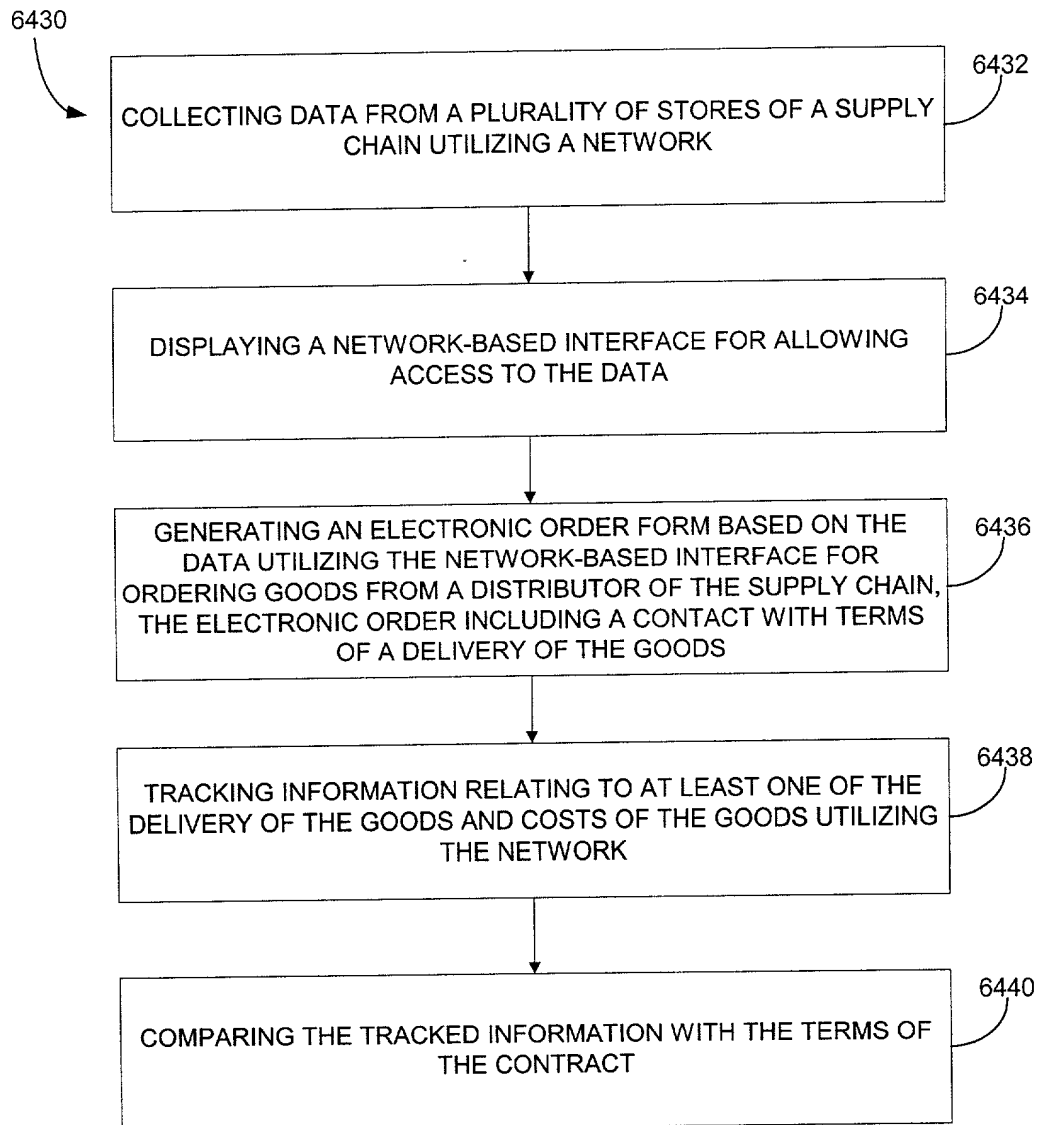 6430
6432
COLLECTING DATA FROM A PLURALITY OF STORES OF A SUPPLY
CHAIN UTILIZING A NETWORK
6434
DISPLAYING A NETWORK-BASED INTERFACE FOR ALLOWING
ACCESS TO THE DATA
6436
GENERATING AN ELECTRONIC ORDER FORM BASED ON THE
DATA UTILIZING THE NETWORK-BASED INTERFACE FOR
ORDERING GOODS FROM A DISTRIBUTOR OF THE SUPPLY CHAIN,
THE ELECTRONIC ORDER INCLUDING A CONTACT WITH TERMS
OF A DELIVERY OF THE GOODS
6438
TRACKING INFORMATION RELATING TO AT LEAST ONE OF THE
DELIVERY OF THE GOODS AND COSTS OF THE GOODS UTILIZING
THE NETWORK
6440
COMPARING THE TRACKED INFORMATION WITH THE TERMS OF
THE CONTRACT